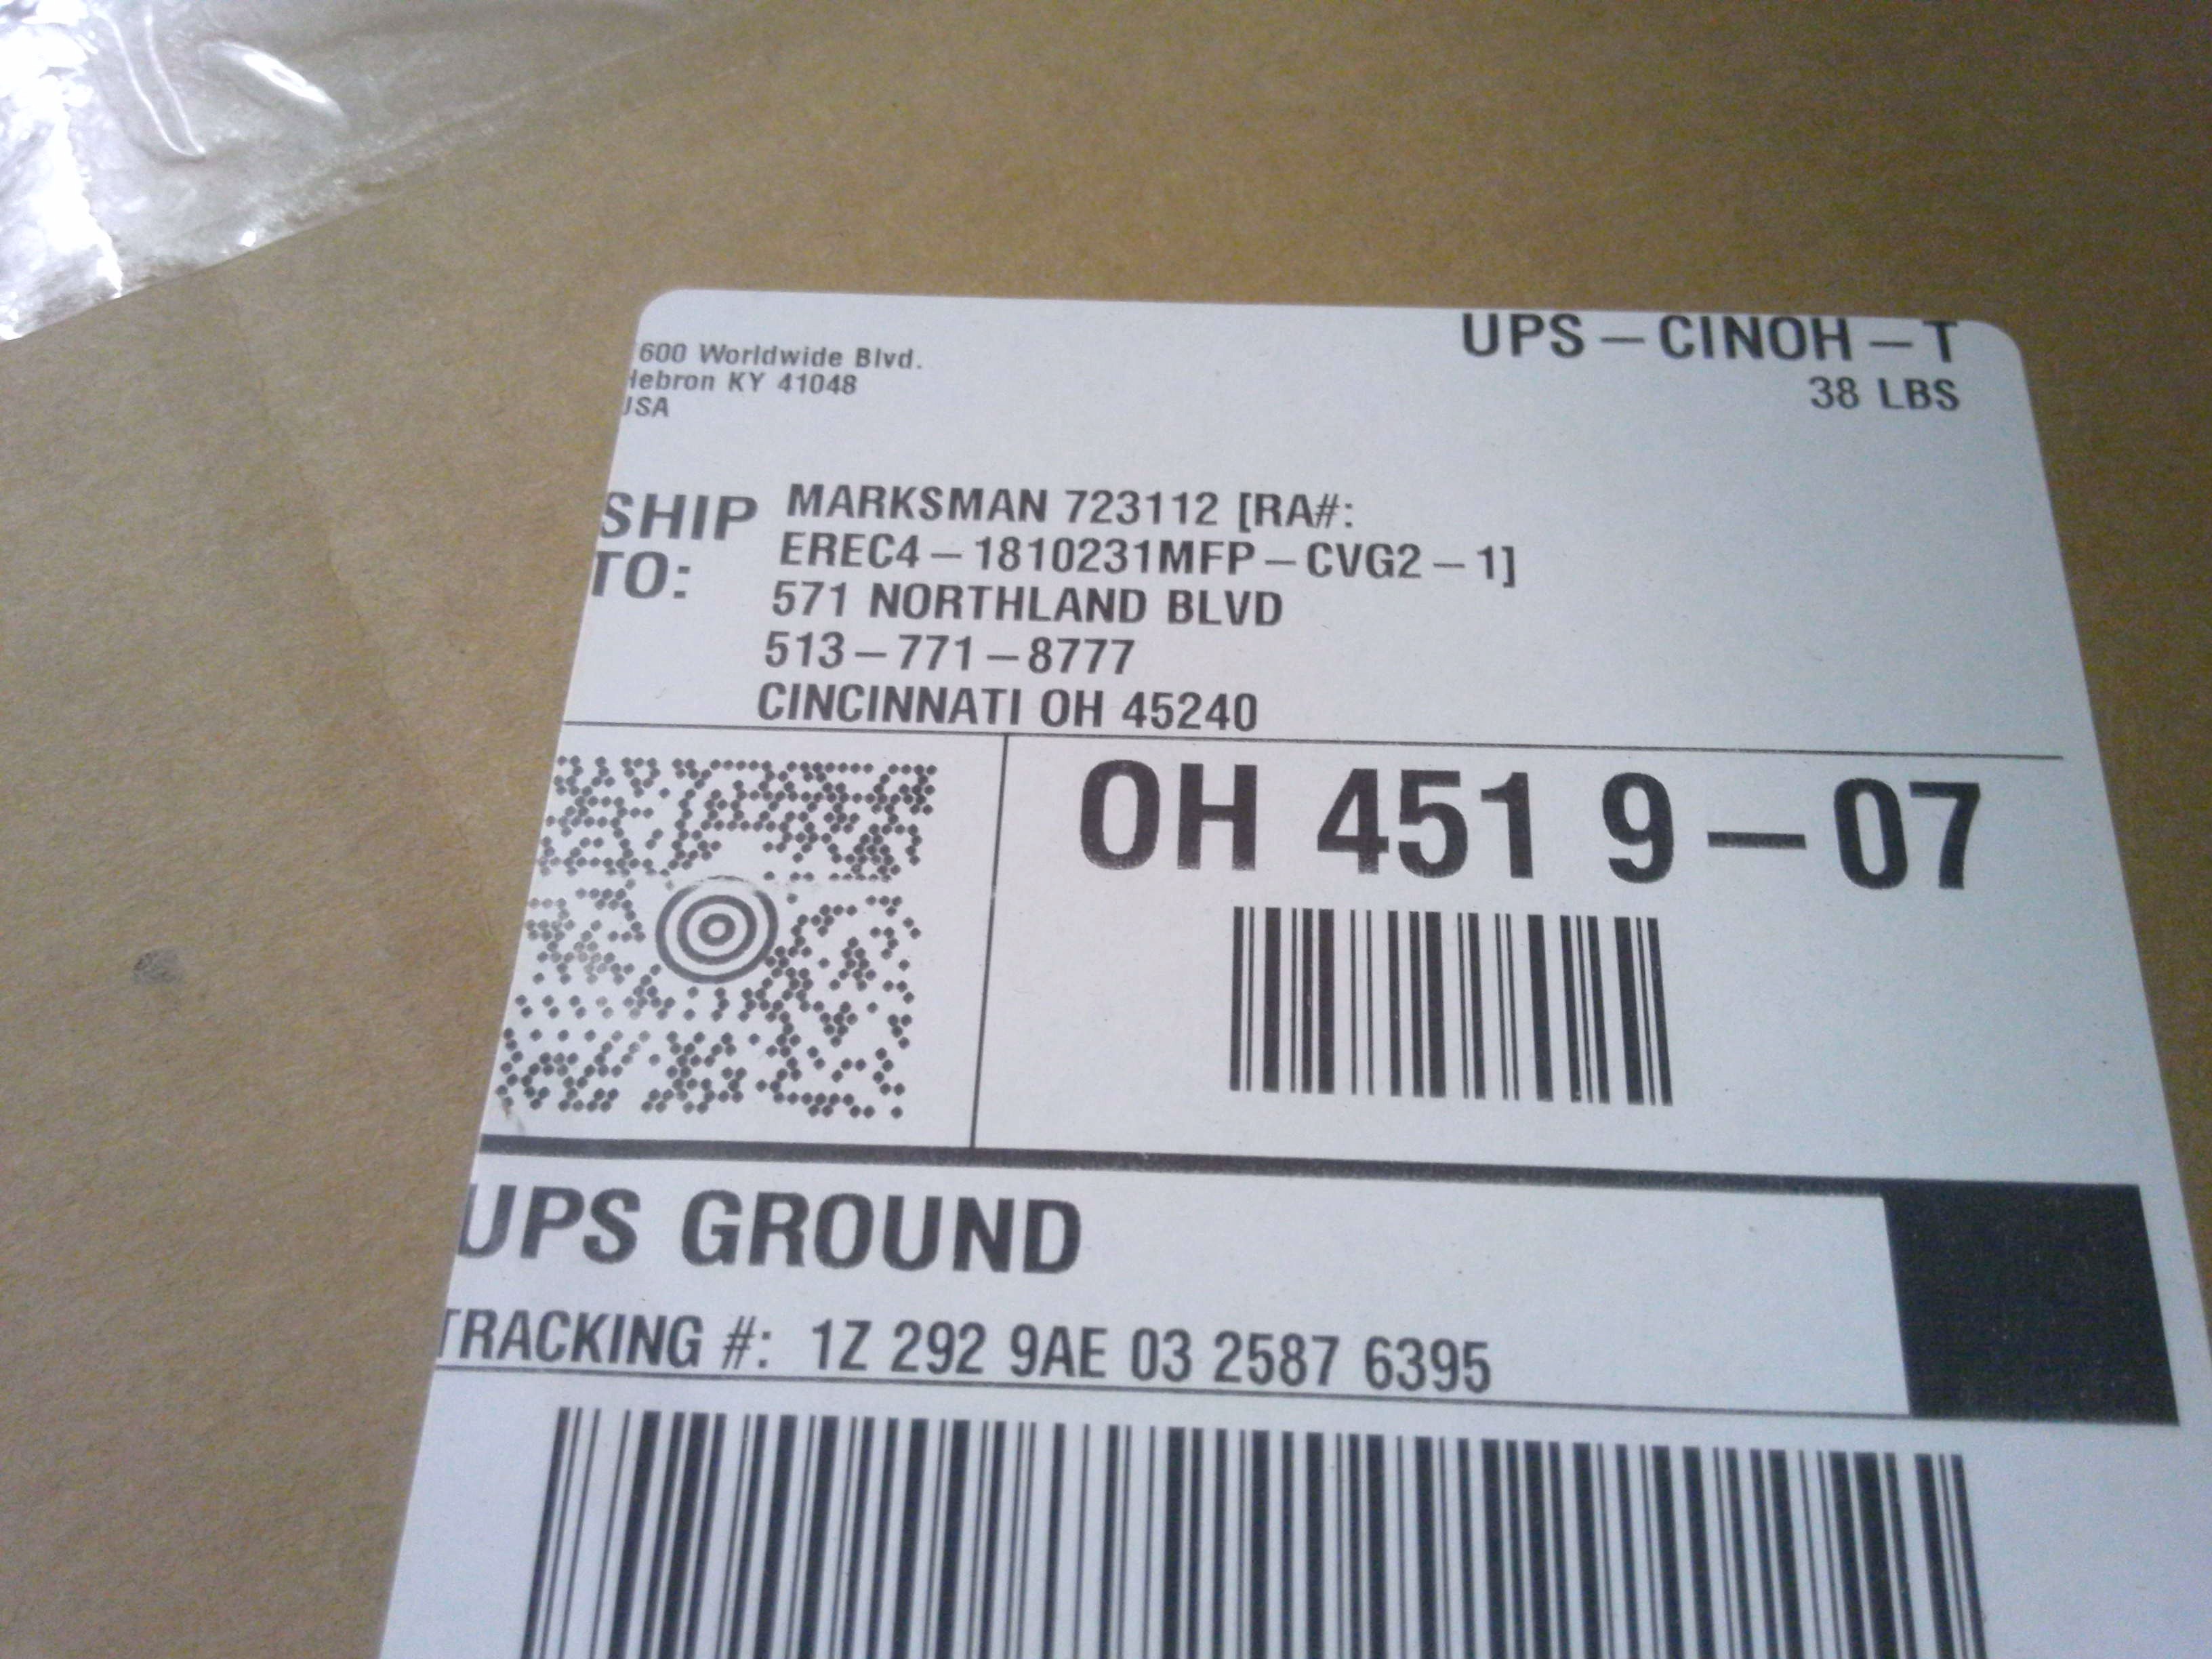 600 Worldwide Blvd.
Hebron KY 41048
USA
UPS – CINOH – T
38 LBS
SHIP TO:
MARKSMAN 723112 [RA#:
EREC4 – 1810231MFP – CVG2 – 1]
571 NORTHLAND BLVD
513 – 771 – 8777
CINCINNATI OH 45240
OH 451 9 – 07
UPS GROUND
TRACKING #: 1Z 292 9AE 03 2587 6395